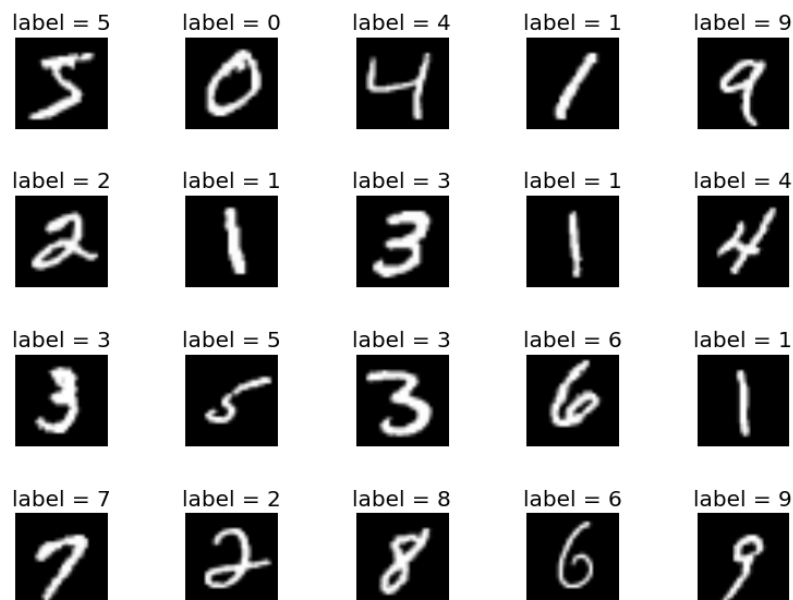 label = 5 label = 0 label = 4 label = 1 label = 9
5 0 4 1 9
label = 2 label = 1 label = 3 label = 1 label = 4
2 1 3 1 4
label = 3 label = 5 label = 3 label = 6 label = 1
3 5 3 6 1
label = 7 label = 2 label = 8 label = 6 label = 9
7 2 8 6 9